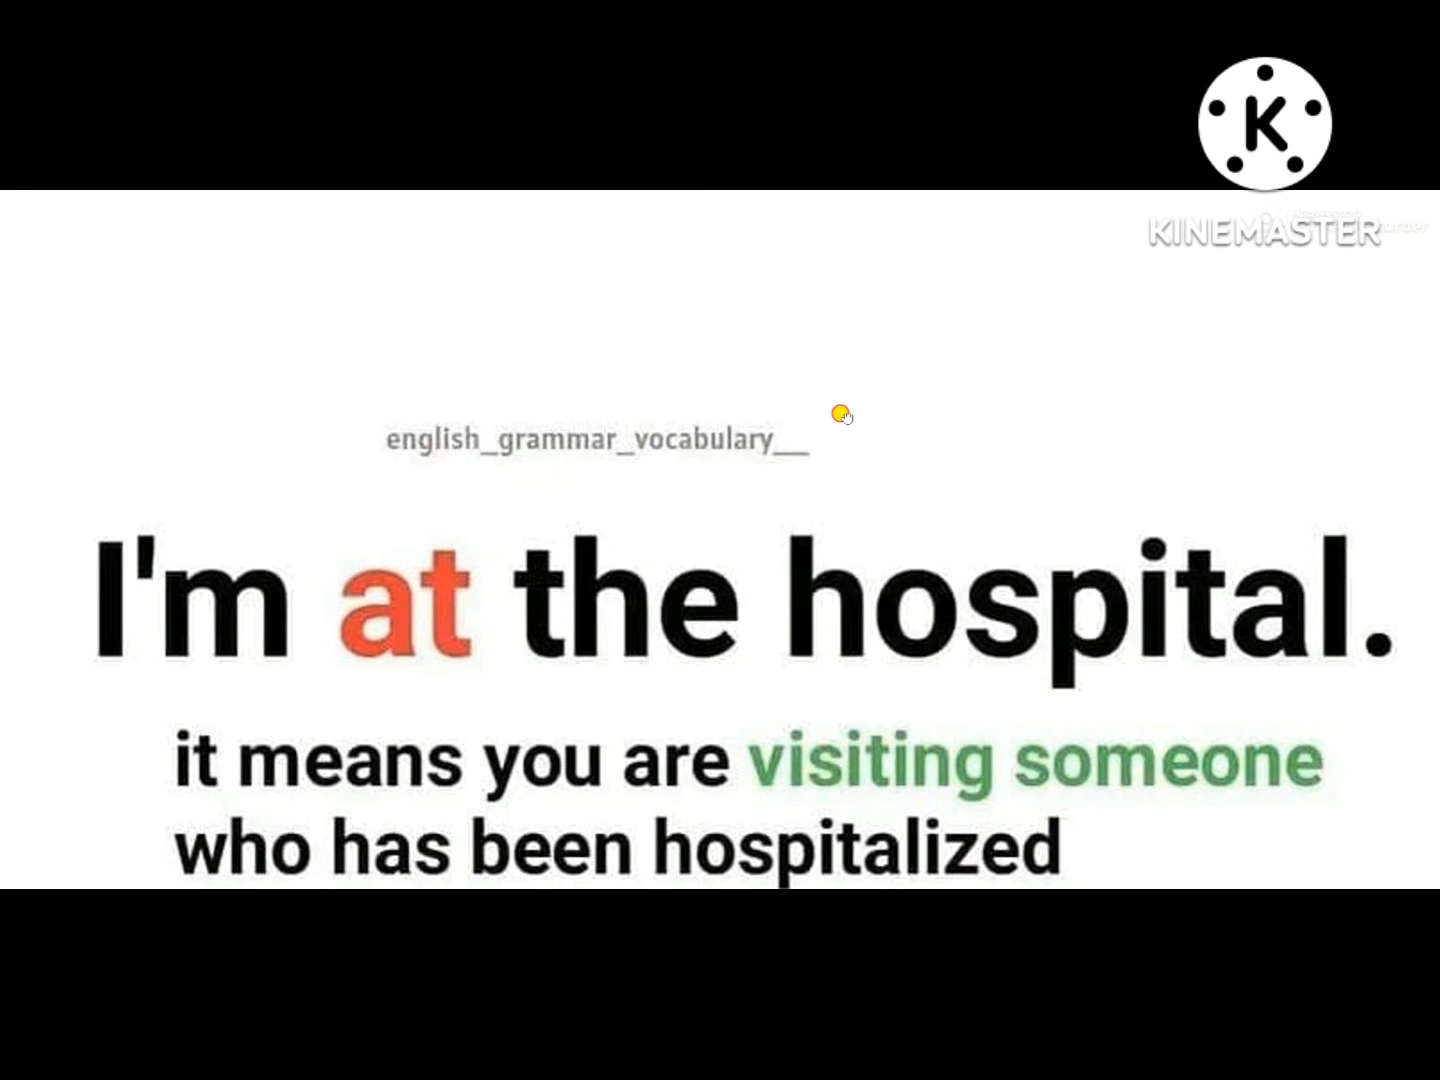 K
KINEMASTER
english_grammar_vocabulary__
I'm at the hospital.
it means you are visiting someone
who has been hospitalized